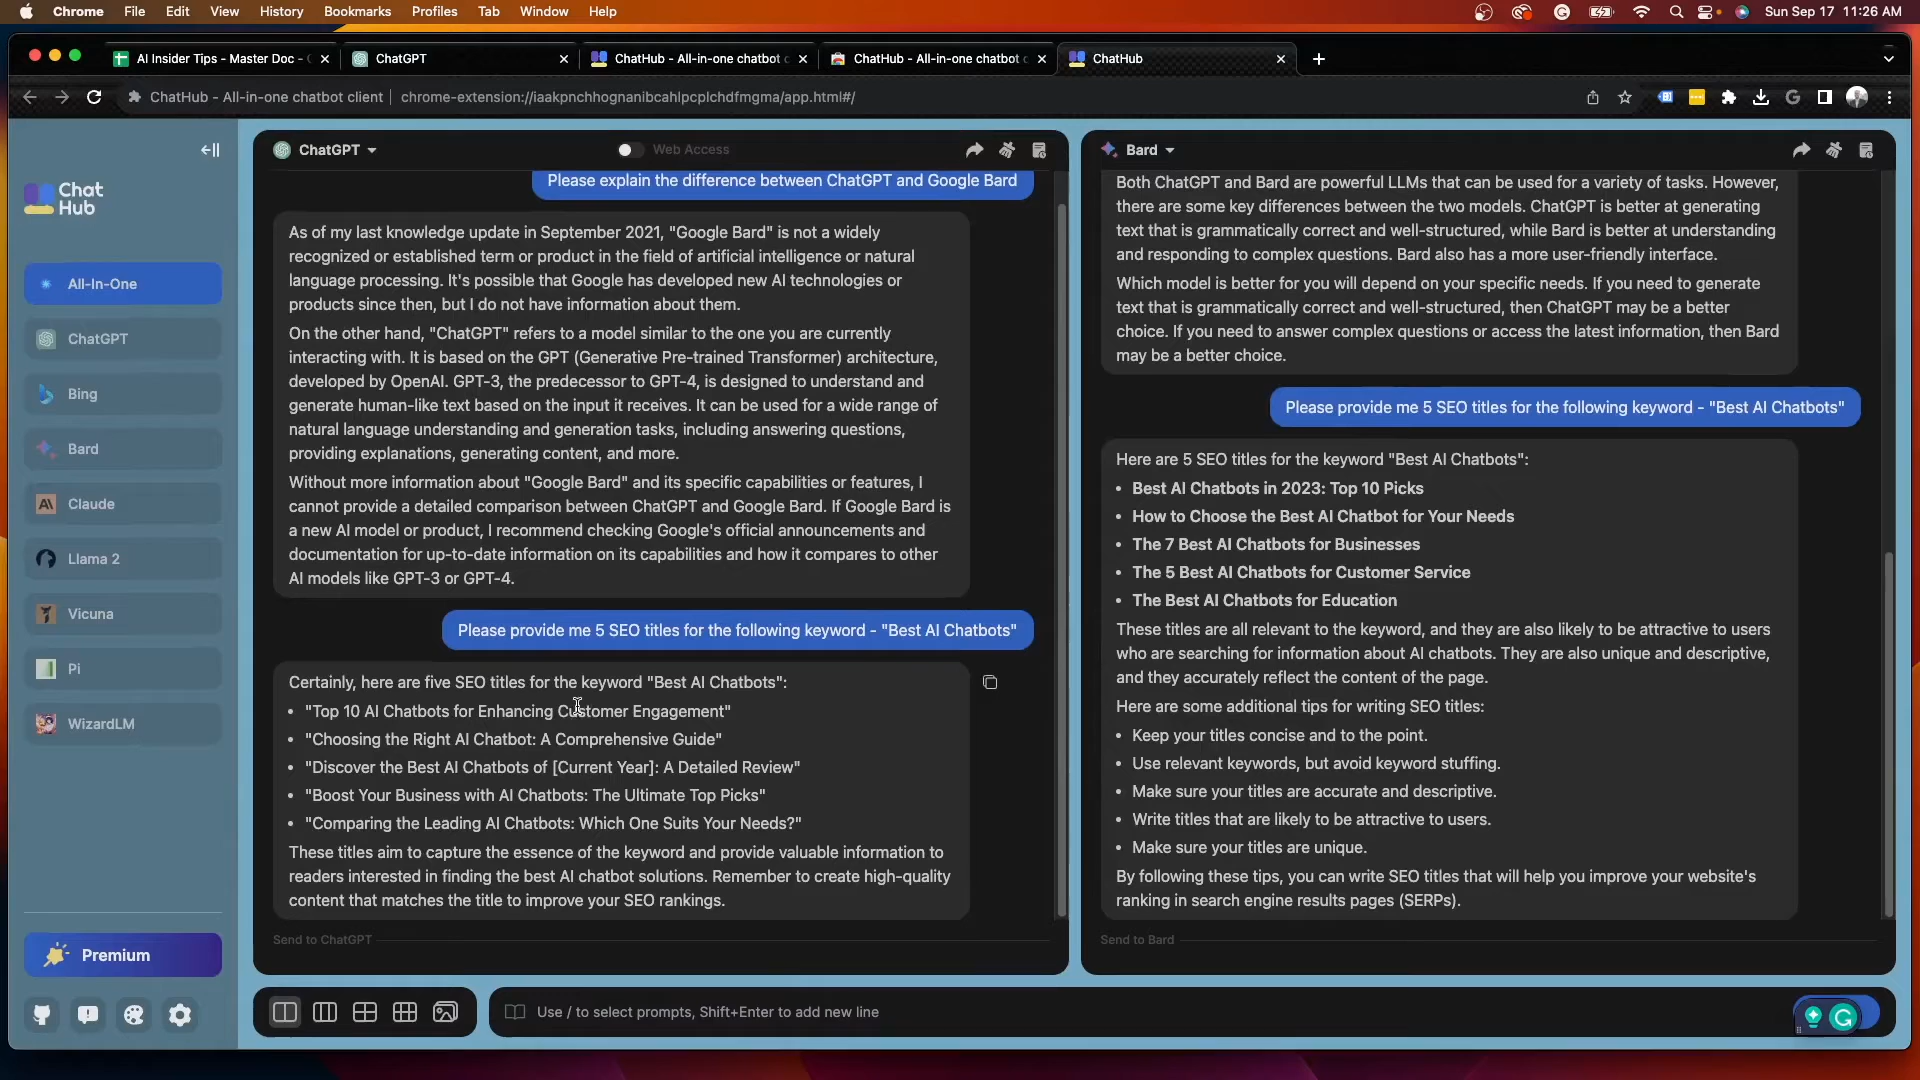 Chrome File Edit View History Bookmarks Profiles Tab Window Help Sun Sep 17 11:26 AM
AI Insider Tips - Master Doc - ChatGPT ChatHub - All-in-one chatbot c ChatHub - All-in-one chatbot c ChatHub
ChatHub - All-in-one chatbot client chrome-extension://iaakpnchhognanibcahlpcplchdfmgma/app.html#/
Chat
Hub
All-In-One
ChatGPT
Bing
Bard
Claude
Llama 2
Vicuna
Pi
WizardLM
Premium
ChatGPT Web Access
Please explain the difference between ChatGPT and Google Bard
As of my last knowledge update in September 2021, "Google Bard" is not a widely
recognized or established term or product in the field of artificial intelligence or natural
language processing. It's possible that Google has developed new AI technologies or
products since then, but I do not have information about them.
On the other hand, "ChatGPT" refers to a model similar to the one you are currently
interacting with. It is based on the GPT (Generative Pre-trained Transformer) architecture,
developed by OpenAI. GPT-3, the predecessor to GPT-4, is designed to understand and
generate human-like text based on the input it receives. It can be used for a wide range of
natural language understanding and generation tasks, including answering questions,
providing explanations, generating content, and more.
Without more information about "Google Bard" and its specific capabilities or features, I
cannot provide a detailed comparison between ChatGPT and Google Bard. If Google Bard is
a new AI model or product, I recommend checking Google's official announcements and
documentation for up-to-date information on its capabilities and how it compares to other
AI models like GPT-3 or GPT-4.
Please provide me 5 SEO titles for the following keyword - "Best AI Chatbots"
Certainly, here are five SEO titles for the keyword "Best AI Chatbots":
• "Top 10 AI Chatbots for Enhancing Customer Engagement"
• "Choosing the Right AI Chatbot: A Comprehensive Guide"
• "Discover the Best AI Chatbots of [Current Year]: A Detailed Review"
• "Boost Your Business with AI Chatbots: The Ultimate Top Picks"
• "Comparing the Leading AI Chatbots: Which One Suits Your Needs?"
These titles aim to capture the essence of the keyword and provide valuable information to
readers interested in finding the best AI chatbot solutions. Remember to create high-quality
content that matches the title to improve your SEO rankings.
Send to ChatGPT
Bard
Both ChatGPT and Bard are powerful LLMs that can be used for a variety of tasks. However,
there are some key differences between the two models. ChatGPT is better at generating
text that is grammatically correct and well-structured, while Bard is better at understanding
and responding to complex questions. Bard also has a more user-friendly interface.
Which model is better for you will depend on your specific needs. If you need to generate
text that is grammatically correct and well-structured, then ChatGPT may be a better
choice. If you need to answer complex questions or access the latest information, then Bard
may be a better choice.
Please provide me 5 SEO titles for the following keyword - "Best AI Chatbots"
Here are 5 SEO titles for the keyword "Best AI Chatbots":
• Best AI Chatbots in 2023: Top 10 Picks
• How to Choose the Best AI Chatbot for Your Needs
• The 7 Best AI Chatbots for Businesses
• The 5 Best AI Chatbots for Customer Service
• The Best AI Chatbots for Education
These titles are all relevant to the keyword, and they are also likely to be attractive to users
who are searching for information about AI chatbots. They are also unique and descriptive,
and they accurately reflect the content of the page.
Here are some additional tips for writing SEO titles:
• Keep your titles concise and to the point.
• Use relevant keywords, but avoid keyword stuffing.
• Make sure your titles are accurate and descriptive.
• Write titles that are likely to be attractive to users.
• Make sure your titles are unique.
By following these tips, you can write SEO titles that will help you improve your website's
ranking in search engine results pages (SERPs).
Send to Bard
Use / to select prompts, Shift+Enter to add new line